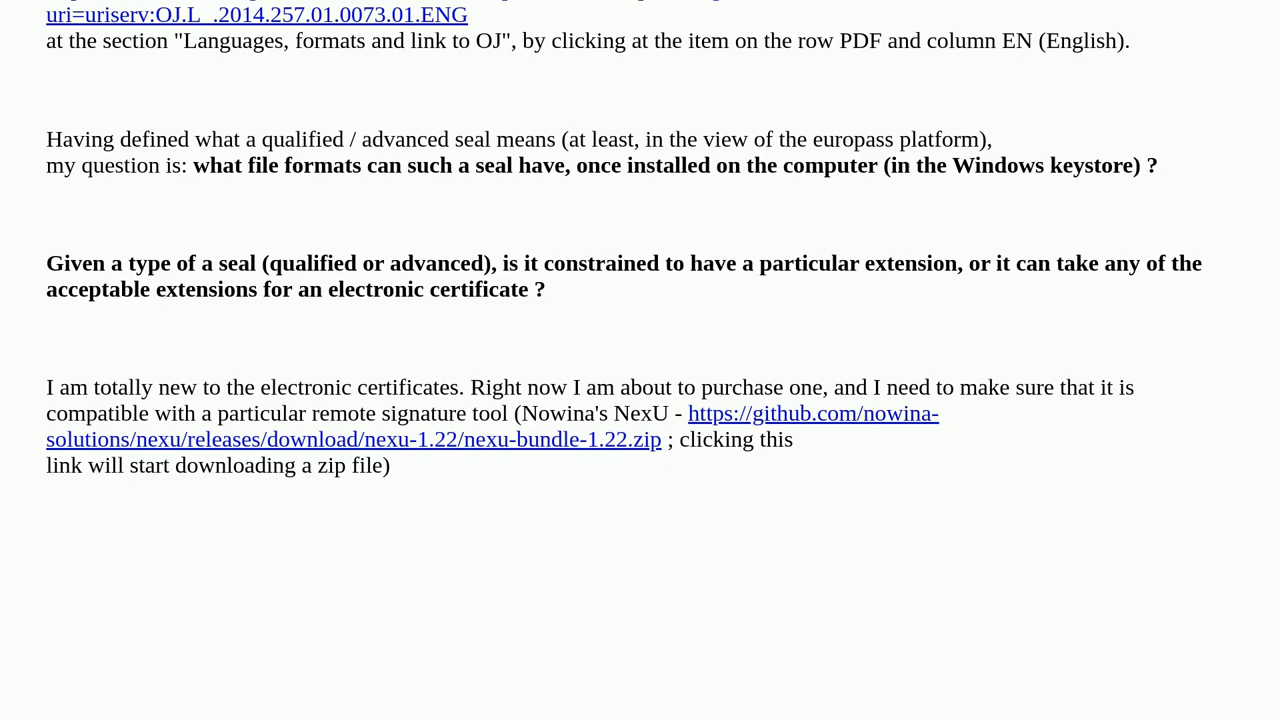 uri=uriserv:OJ.L_.2014.257.01.0073.01.ENG
at the section "Languages, formats and link to OJ", by clicking at the item on the row PDF and column EN (English).
Having defined what a qualified / advanced seal means (at least, in the view of the europass platform),
my question is: what file formats can such a seal have, once installed on the computer (in the Windows keystore) ?
Given a type of a seal (qualified or advanced), is it constrained to have a particular extension, or it can take any of the
acceptable extensions for an electronic certificate ?
I am totally new to the electronic certificates. Right now I am about to purchase one, and I need to make sure that it is
compatible with a particular remote signature tool (Nowina's NexU - https://github.com/nowina-
solutions/nexu/releases/download/nexu-1.22/nexu-bundle-1.22.zip ; clicking this
link will start downloading a zip file)